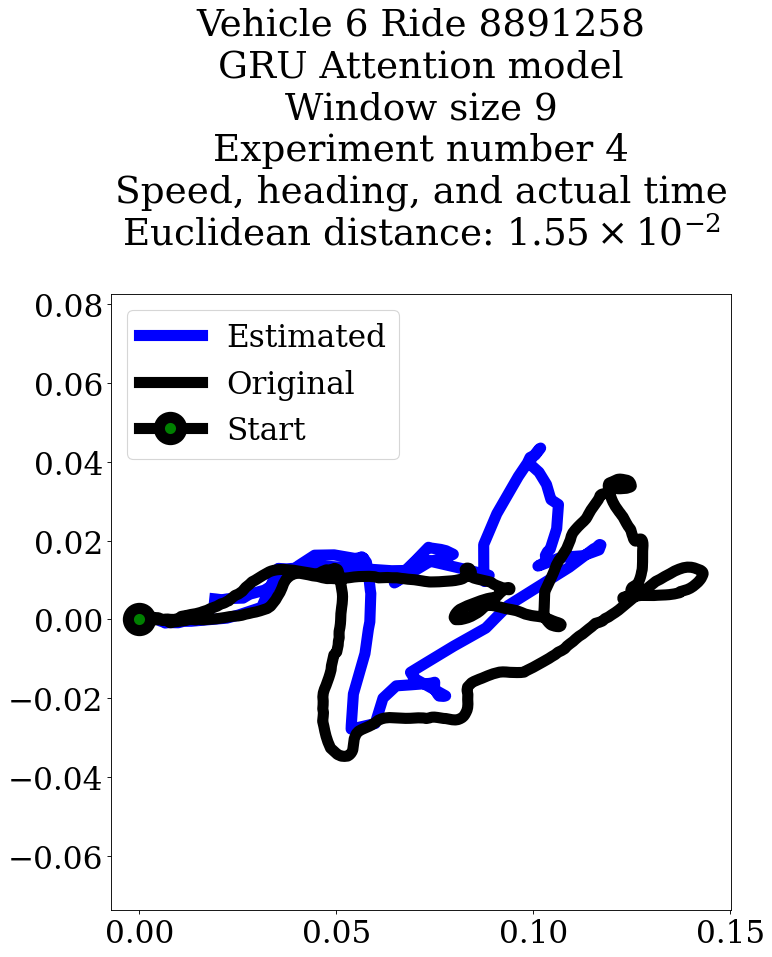 Vehicle 6 Ride 8891258
GRU Attention model
Window size 9
Experiment number 4
Speed, heading, and actual time
Euclidean distance: 1.55 × 10⁻²
0.08
0.06
0.04
0.02
0.00
−0.02
−0.04
−0.06
Estimated
Original
Start
0.00 0.05 0.10 0.15